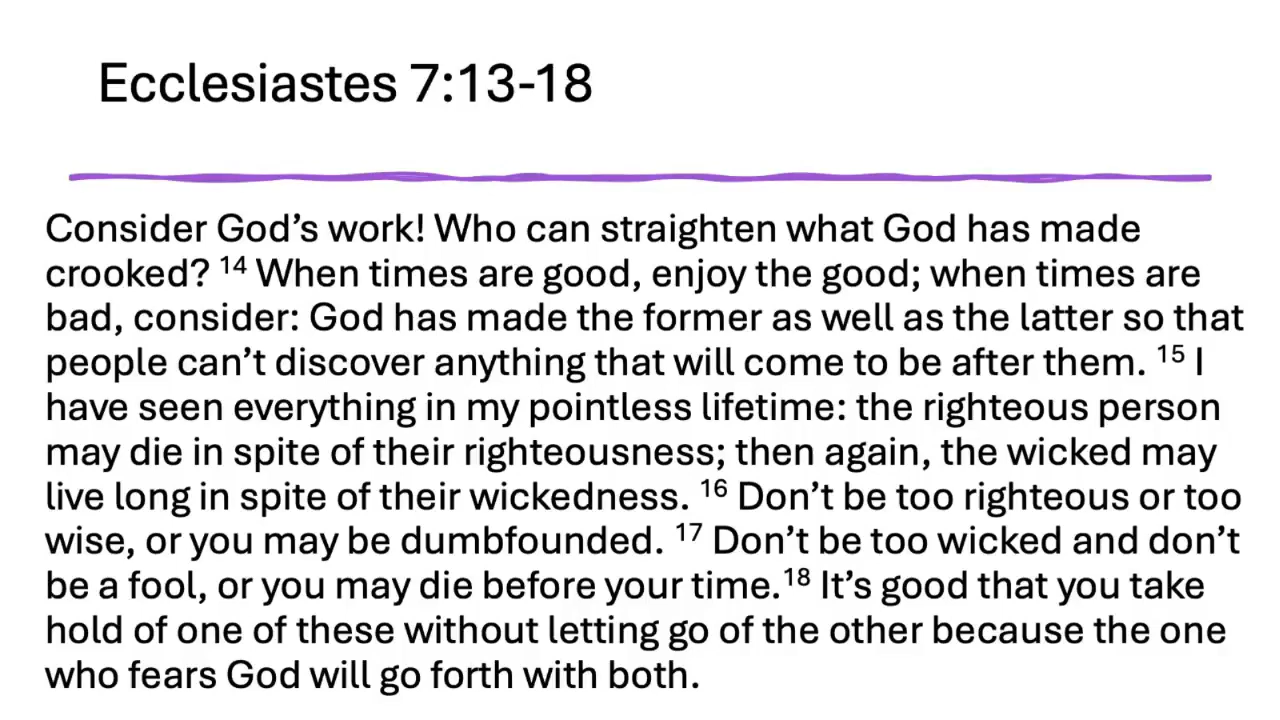 Ecclesiastes 7:13-18
Consider God’s work! Who can straighten what God has made
crooked? 14 When times are good, enjoy the good; when times are
bad, consider: God has made the former as well as the latter so that
people can’t discover anything that will come to be after them. 15 I
have seen everything in my pointless lifetime: the righteous person
may die in spite of their righteousness; then again, the wicked may
live long in spite of their wickedness. 16 Don’t be too righteous or too
wise, or you may be dumbfounded. 17 Don’t be too wicked and don’t
be a fool, or you may die before your time.18 It’s good that you take
hold of one of these without letting go of the other because the one
who fears God will go forth with both.